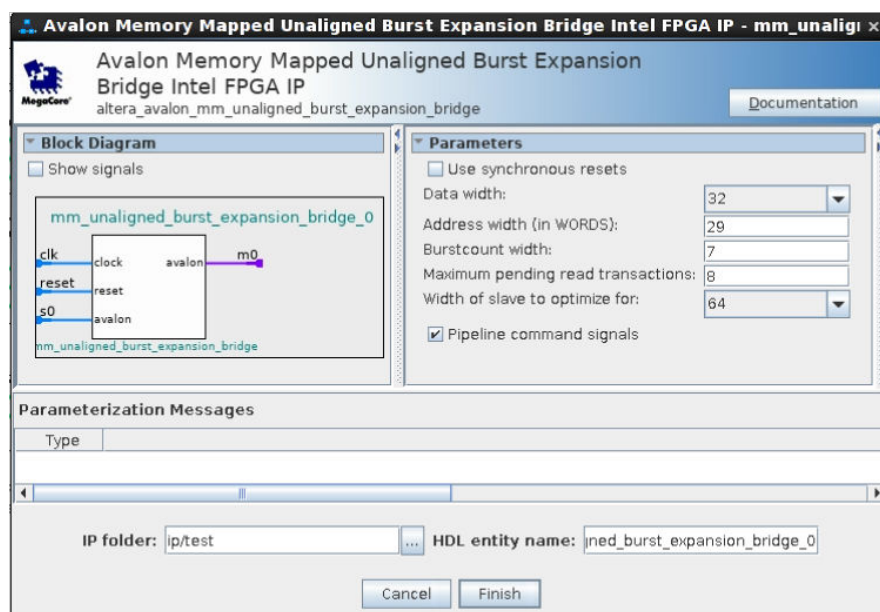 Avalon Memory Mapped Unaligned Burst Expansion Bridge Intel FPGA IP - mm_unalig
Avalon Memory Mapped Unaligned Burst Expansion
Bridge Intel FPGA IP
altera_avalon_mm_unaligned_burst_expansion_bridge
MegaCore®
Documentation
Block Diagram
Show signals
mm_unaligned_burst_expansion_bridge_0
clk
clock
avalon
m0
reset
reset
s0
avalon
mm_unaligned_burst_expansion_bridge
Parameters
Use synchronous resets
Data width:
32
Address width (in WORDS):
29
Burstcount width:
7
Maximum pending read transactions:
8
Width of slave to optimize for:
64
Pipeline command signals
Parameterization Messages
Type
IP folder:
ip/test
...
HDL entity name:
ned_burst_expansion_bridge_0
Cancel
Finish